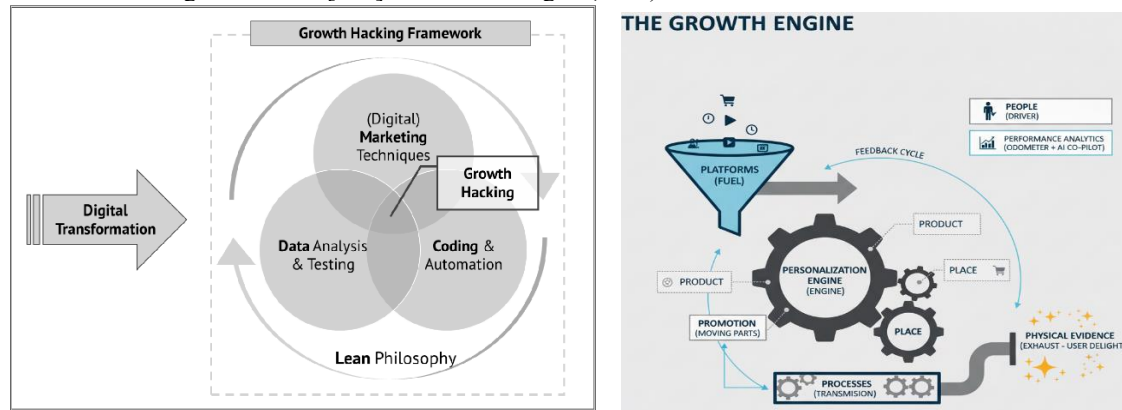 Growth Hacking Framework
(Digital)
Marketing
Techniques
Growth
Hacking
Digital
Transformation
Data Analysis
& Testing
Coding &
Automation
Lean Philosophy
THE GROWTH ENGINE
PEOPLE
(DRIVER)
PERFORMANCE ANALYTICS
(ODOMETER + AI CO-PILOT)
FEEDBACK CYCLE
PLATFORMS
(FUEL)
PRODUCT
PERSONALIZATION
ENGINE
(ENGINE)
PLACE
PRODUCT
PROMOTION
(MOVING PARTS)
PLACE
PHYSICAL EVIDENCE
(EXHAUST - USER DELIGHT
PROCESSES
(TRANSMISION)